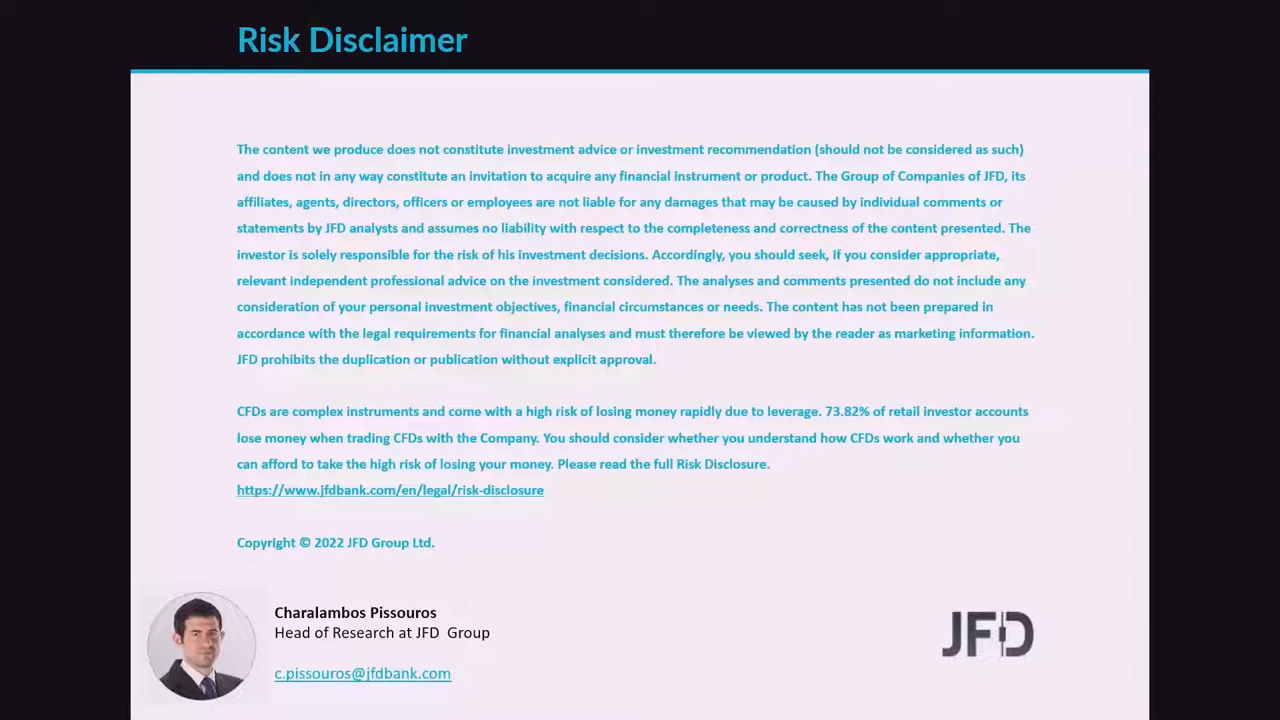 Risk Disclaimer
The content we produce does not constitute investment advice or investment recommendation (should not be considered as such)
and does not in any way constitute an invitation to acquire any financial instrument or product. The Group of Companies of JFD, its
affiliates, agents, directors, officers or employees are not liable for any damages that may be caused by individual comments or
statements by JFD analysts and assumes no liability with respect to the completeness and correctness of the content presented. The
investor is solely responsible for the risk of his investment decisions. Accordingly, you should seek, if you consider appropriate,
relevant independent professional advice on the investment considered. The analyses and comments presented do not include any
consideration of your personal investment objectives, financial circumstances or needs. The content has not been prepared in
accordance with the legal requirements for financial analyses and must therefore be viewed by the reader as marketing information.
JFD prohibits the duplication or publication without explicit approval.
CFDs are complex instruments and come with a high risk of losing money rapidly due to leverage. 73.82% of retail investor accounts
lose money when trading CFDs with the Company. You should consider whether you understand how CFDs work and whether you
can afford to take the high risk of losing your money. Please read the full Risk Disclosure.
https://www.jfdbank.com/en/legal/risk-disclosure
Copyright © 2022 JFD Group Ltd.
Charalambos Pissouros
Head of Research at JFD Group
c.pissouros@jfdbank.com
JFD